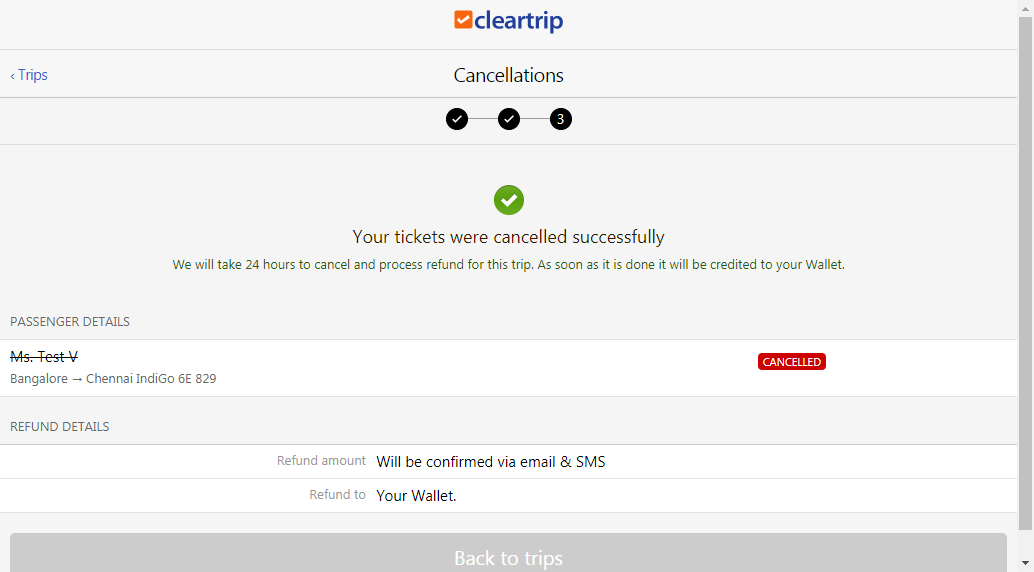 cleartrip
‹ Trips
Cancellations
3
Your tickets were cancelled successfully
We will take 24 hours to cancel and process refund for this trip. As soon as it is done it will be credited to your Wallet.
PASSENGER DETAILS
Ms. Test V
CANCELLED
Bangalore → Chennai IndiGo 6E 829
REFUND DETAILS
Refund amount Will be confirmed via email & SMS
Refund to Your Wallet.
Back to trips